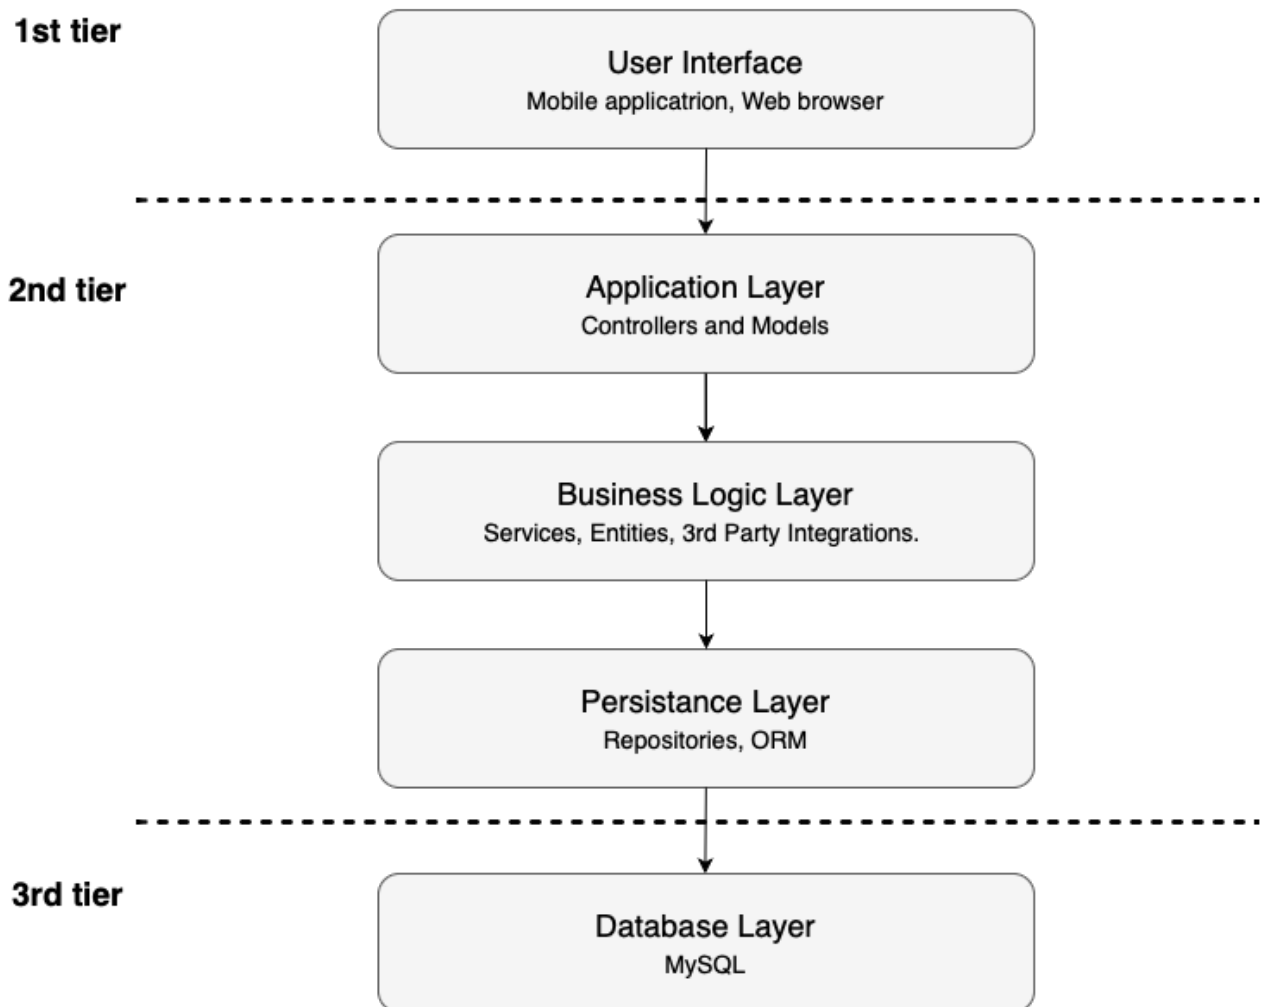 1st tier
User Interface
Mobile applicatrion, Web browser
2nd tier
Application Layer
Controllers and Models
Business Logic Layer
Services, Entities, 3rd Party Integrations.
Persistance Layer
Repositories, ORM
3rd tier
Database Layer
MySQL